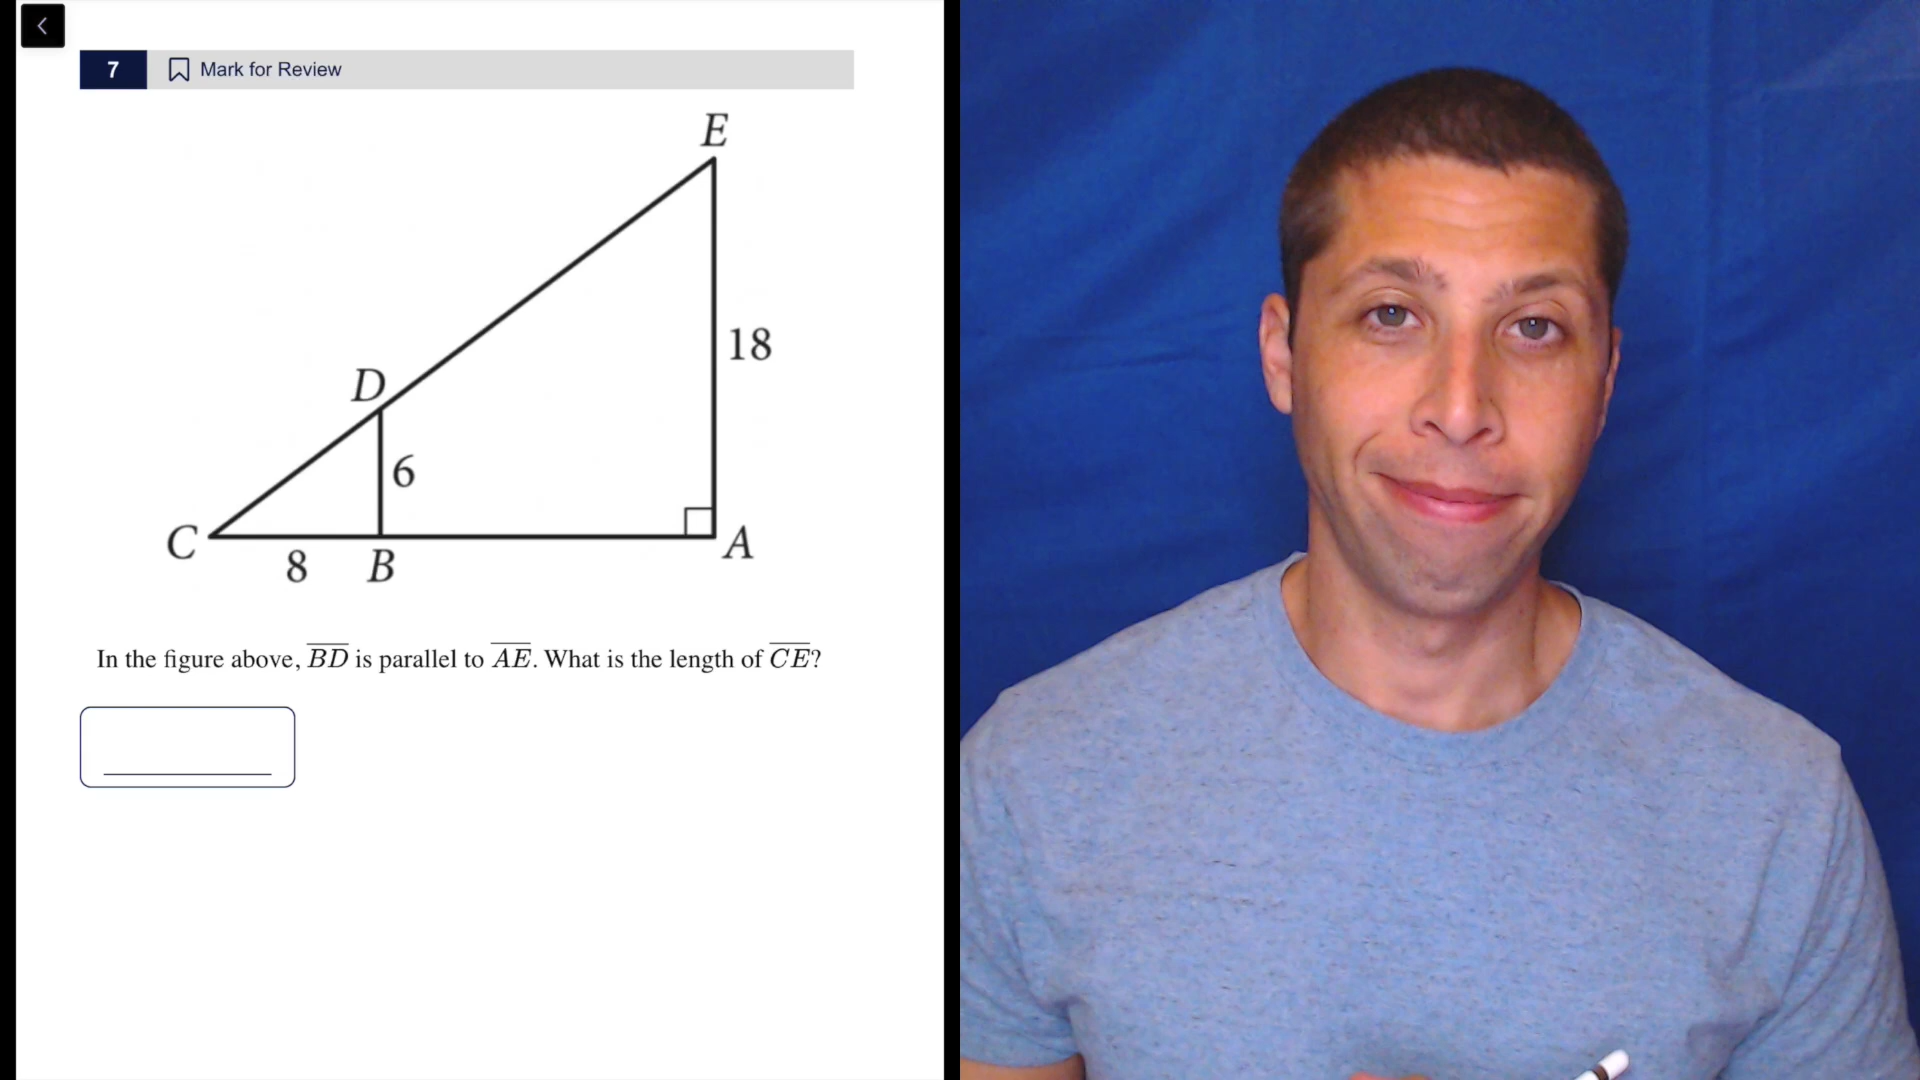 7 Mark for Review
E
18
D
6
C
A
8
B
In the figure above, BD is parallel to AE. What is the length of CE?